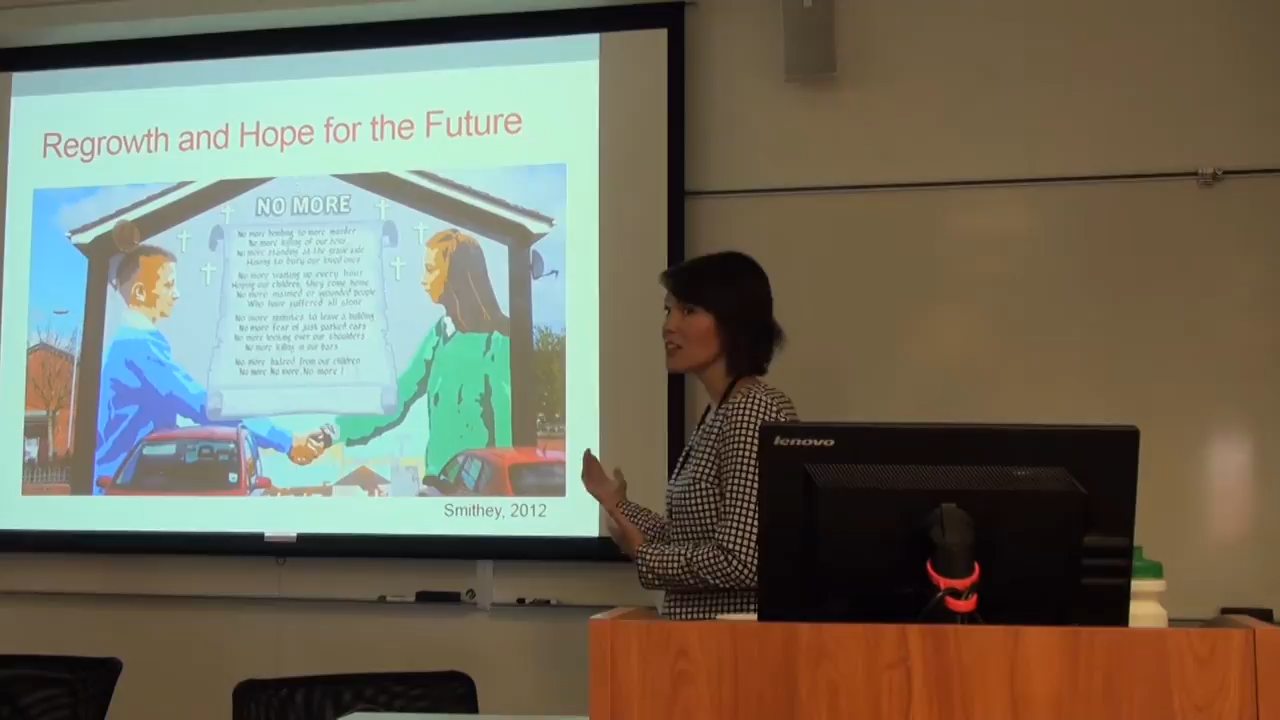 Regrowth and Hope for the Future
NO MORE
No more bombing no more murder
No more killing of our sons
No more standing at the grave side
Having to bury our loved ones
No more waiting up every hour
Hoping our children, they come home
No more maimed or wounded people
Who have suffered all alone
No more minutes to leave a building
No more fear of just parked cars
No more looking over our shoulders
No more killing in our bars
No more hatred from our children
No more No more, No more !
Smithey, 2012
lenovo